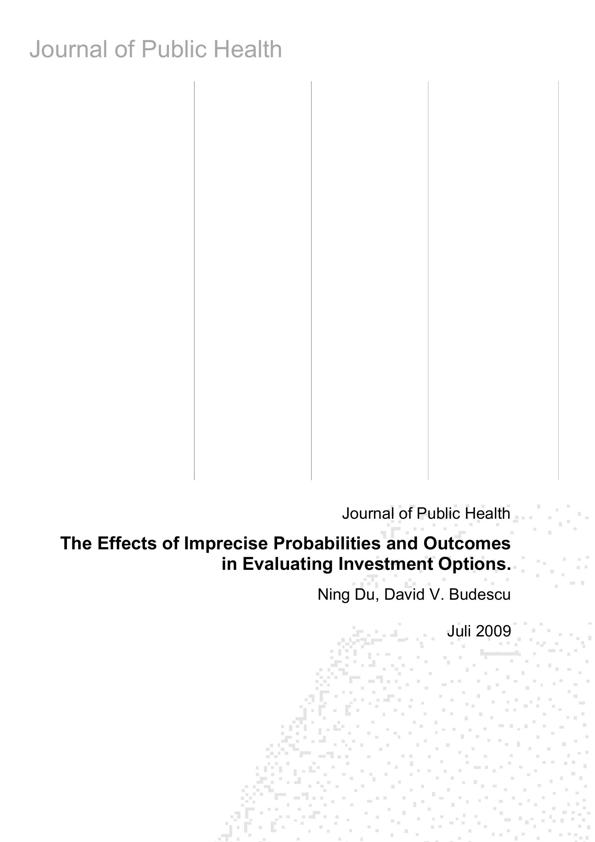 Journal of Public Health
Journal of Public Health
The Effects of Imprecise Probabilities and Outcomes
in Evaluating Investment Options.
Ning Du, David V. Budescu
Juli 2009